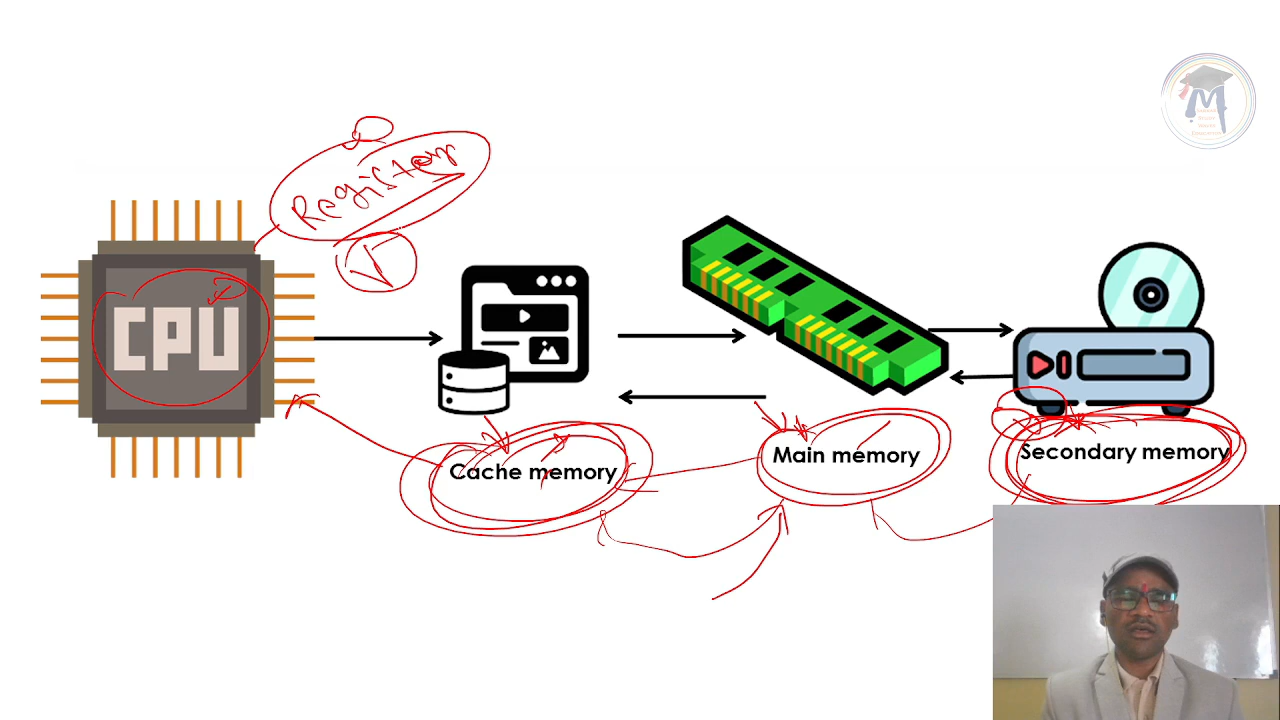 Register
CPU
Cache memory
Main memory
Secondary memory
M